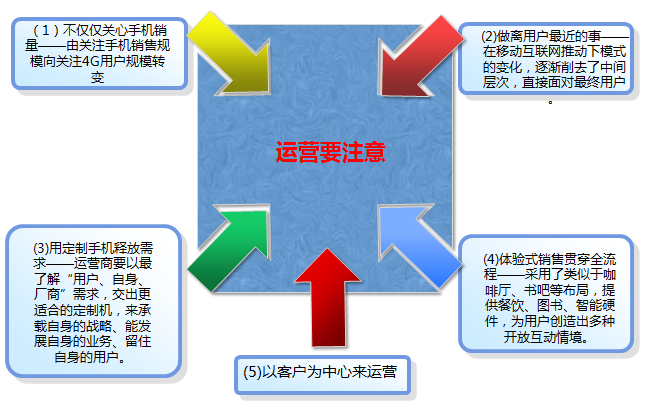 （1）不仅仅关心手机销
量——由关注手机销售规
模向关注4G用户规模转
变
(2)做离用户最近的事——
在移动互联网推动下模式
的变化，逐渐削去了中间
层次，直接面对最终用户
。
运营要注意
(3)用定制手机释放需
求——运营商要以最
了解“用户、自身、
厂商”需求，交出更
适合的定制机，来承
载自身的战略、能发
展自身的业务、留住
自身的用户。
(4)体验式销售贯穿全流
程——采用了类似于咖
啡厅、书吧等布局，提
供餐饮、图书、智能硬
件，为用户创造出多种
开放互动情境。
(5)以客户为中心来运营